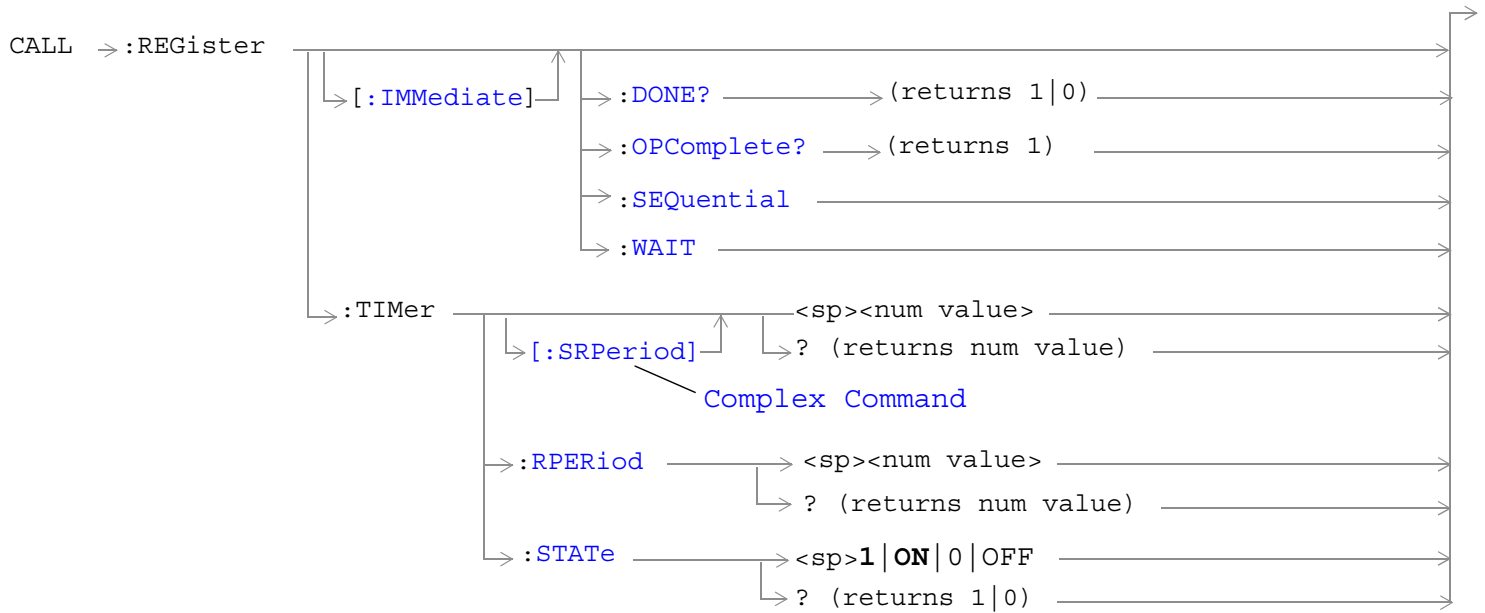 CALL :REGister
[:IMMediate]
:DONE? (returns 1|0)
:OPComplete? (returns 1)
:SEQuential
:WAIT
:TIMer <sp><num value>
[:SRPeriod] ? (returns num value)
Complex Command
:RPERiod <sp><num value>
? (returns num value)
:STATe <sp>1|ON|0|OFF
? (returns 1|0)